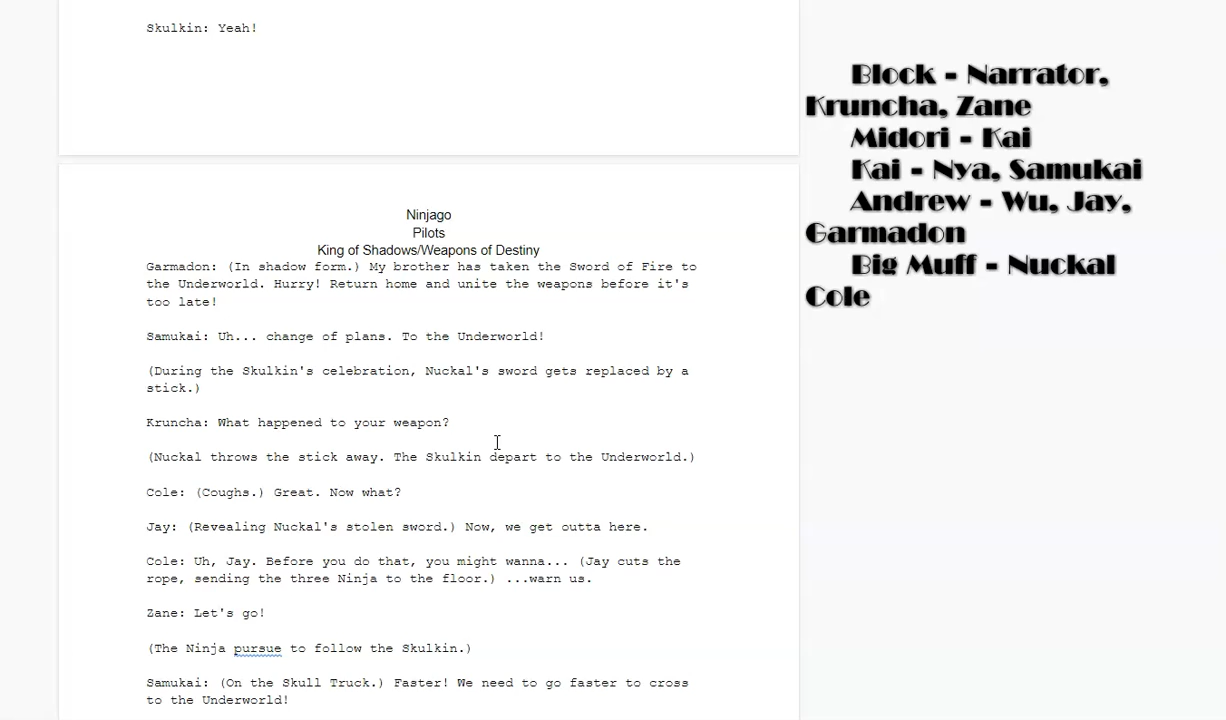 Skulkin: Yeah!
Ninjago
Pilots
King of Shadows/Weapons of Destiny
Garmadon: (In shadow form.) My brother has taken the Sword of Fire to
the Underworld. Hurry! Return home and unite the weapons before it's
too late!
Samukai: Uh... change of plans. To the Underworld!
(During the Skulkin's celebration, Nuckal's sword gets replaced by a
stick.)
Kruncha: What happened to your weapon?
(Nuckal throws the stick away. The Skulkin depart to the Underworld.)
Cole: (Coughs.) Great. Now what?
Jay: (Revealing Nuckal's stolen sword.) Now, we get outta here.
Cole: Uh, Jay. Before you do that, you might wanna... (Jay cuts the
rope, sending the three Ninja to the floor.) ...warn us.
Zane: Let's go!
(The Ninja pursue to follow the Skulkin.)
Samukai: (On the Skull Truck.) Faster! We need to go faster to cross
to the Underworld!
Block - Narrator,
Kruncha, Zane
Midori - Kai
Kai - Nya, Samukai
Andrew - Wu, Jay,
Garmadon
Big Muff - Nuckal
Cole